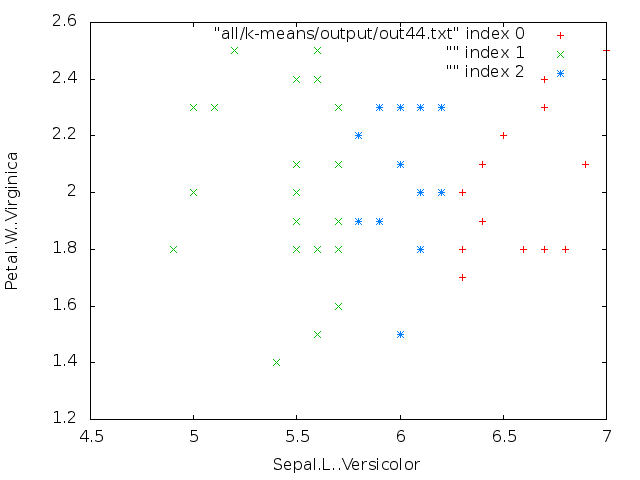 "all/k-means/output/out44.txt" index 0
"" index 1
"" index 2
2.6
2.4
2.2
2
1.8
1.6
1.4
1.2
Petal.W..Virginica
4.5 5 5.5 6 6.5 7
Sepal.L..Versicolor